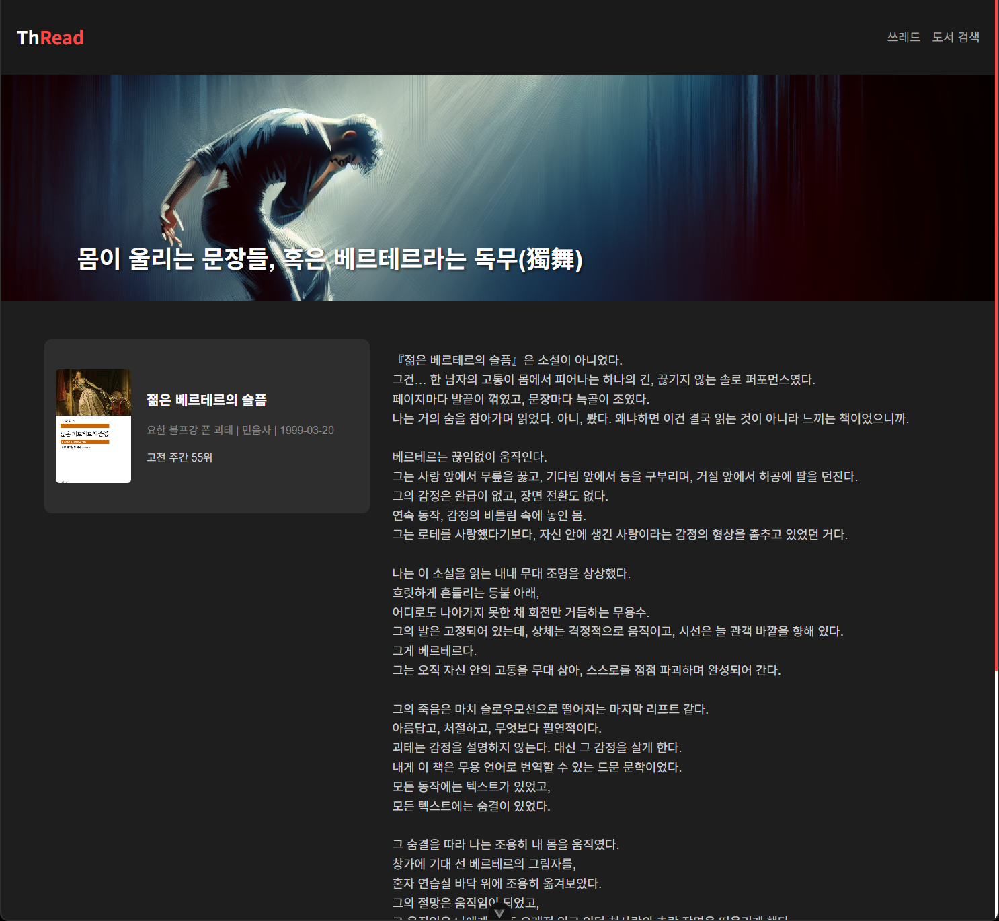 ThRead
쓰레드 도서 검색
몸이 울리는 문장들, 혹은 베르테르라는 독무(獨舞)
젊은 베르테르의 슬픔
젊은 베르테르의 슬픔
요한 볼프강 폰 괴테 | 민음사 | 1999-03-20
고전 주간 55위
『젊은 베르테르의 슬픔』은 소설이 아니었다.
그건... 한 남자의 고통이 몸에서 피어나는 하나의 긴, 끊기지 않는 솔로 퍼포먼스였다.
페이지마다 발끝이 꺾였고, 문장마다 늑골이 조였다.
나는 거의 숨을 참아가며 읽었다. 아니, 봤다. 왜냐하면 이건 결국 읽는 것이 아니라 느끼는 책이었으니까.
베르테르는 끊임없이 움직인다.
그는 사랑 앞에서 무릎을 꿇고, 기다림 앞에서 등을 구부리며, 거절 앞에서 허공에 팔을 던진다.
그의 감정은 완급이 없고, 장면 전환도 없다.
연속 동작, 감정의 비틀림 속에 놓인 몸.
그는 로테를 사랑했다기보다, 자신 안에 생긴 사랑이라는 감정의 형상을 춤추고 있었던 거다.
나는 이 소설을 읽는 내내 무대 조명을 상상했다.
흐릿하게 흔들리는 등불 아래,
어디로도 나아가지 못한 채 회전만 거듭하는 무용수.
그의 발은 고정되어 있는데, 상체는 격정적으로 움직이고, 시선은 늘 관객 바깥을 향해 있다.
그게 베르테르다.
그는 오직 자신 안의 고통을 무대 삼아, 스스로를 점점 파괴하며 완성되어 간다.
그의 죽음은 마치 슬로우모션으로 떨어지는 마지막 리프트 같다.
아름답고, 처절하고, 무엇보다 필연적이다.
괴테는 감정을 설명하지 않는다. 대신 그 감정을 살게 한다.
내게 이 책은 무용 언어로 번역할 수 있는 드문 문학이었다.
모든 동작에는 텍스트가 있었고,
모든 텍스트에는 숨결이 있었다.
그 숨결을 따라 나는 조용히 내 몸을 움직였다.
창가에 기대 선 베르테르의 그림자를,
혼자 연습실 바닥 위에 조용히 옮겨보았다.
그의 절망은 움직임이 되었고,